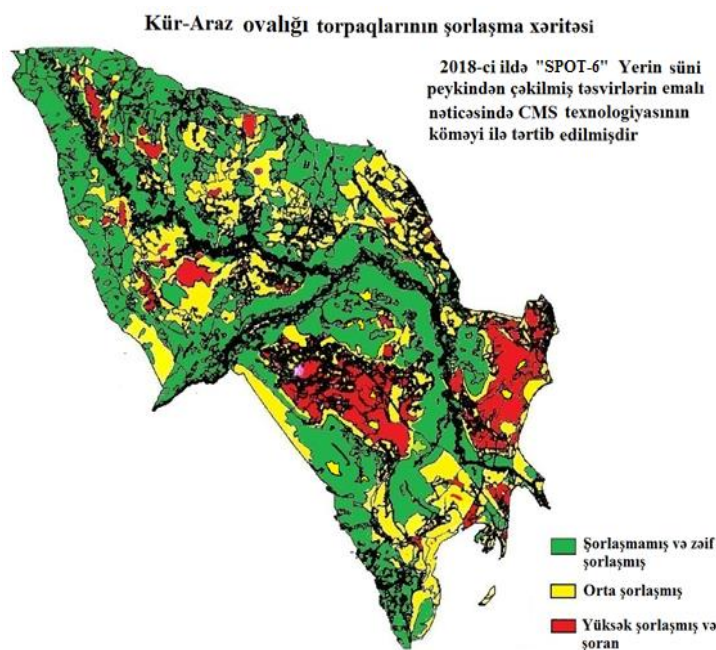 Kür-Araz ovalığı torpaqlarının şorlaşma xəritəsi
2018-ci ildə "SPOT-6" Yerin süni
peykindən çəkilmiş təsvirlərin emalı
nəticəsində CMS texnologiyasının
köməyi ilə tərtib edilmişdir
Şorlaşmamış və zəif
şorlaşmış
Orta şorlaşmış
Yüksək şorlaşmış və
şoran